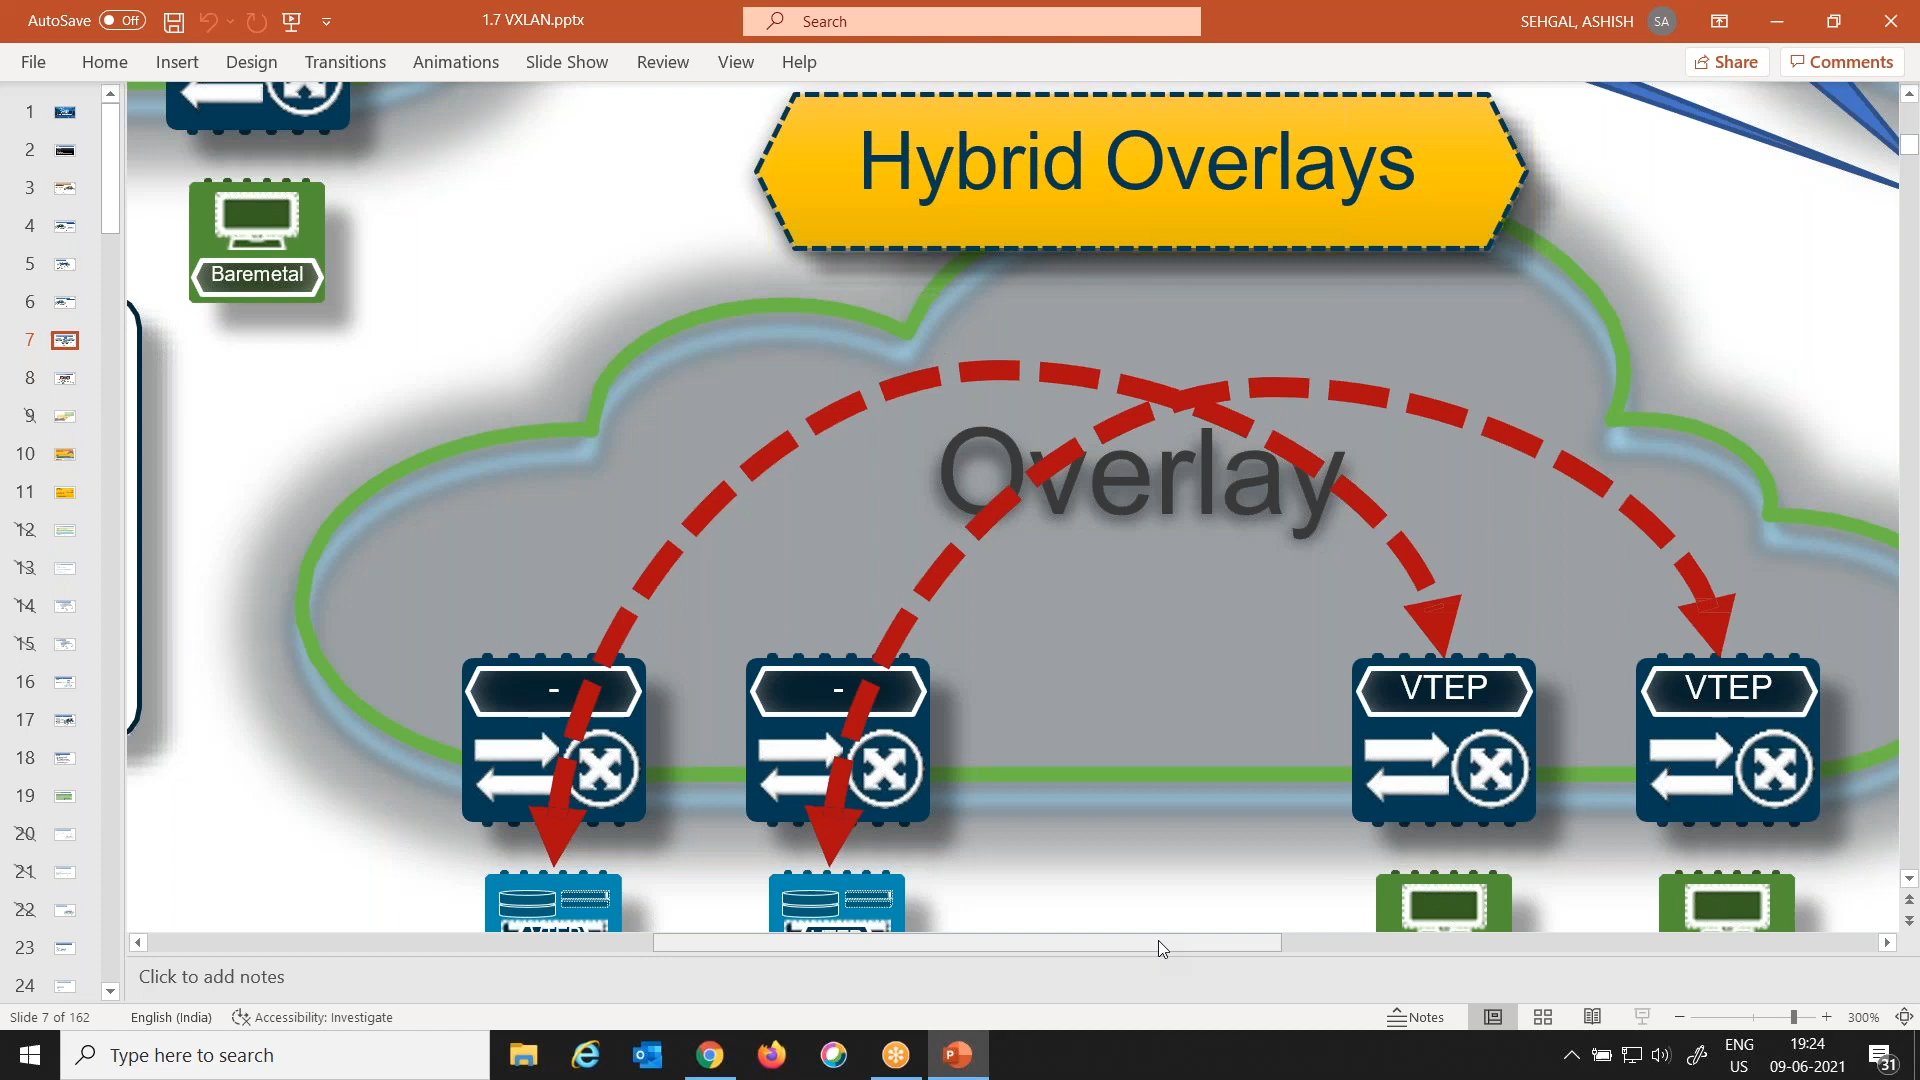 AutoSave Off
1.7 VXLAN.pptx
Search
SEHGAL, ASHISH SA
File Home Insert Design Transitions Animations Slide Show Review View Help
Share Comments
1
2
3
4
5
6
7
8
9
10
11
12
13
14
15
16
17
18
19
20
21
22
23
24
Hybrid Overlays
Baremetal
Overlay
- - VTEP VTEP
Click to add notes
Slide 7 of 162 English (India) Accessibility: Investigate Notes 300%
Type here to search
ENG
US
19:24
09-06-2021
31